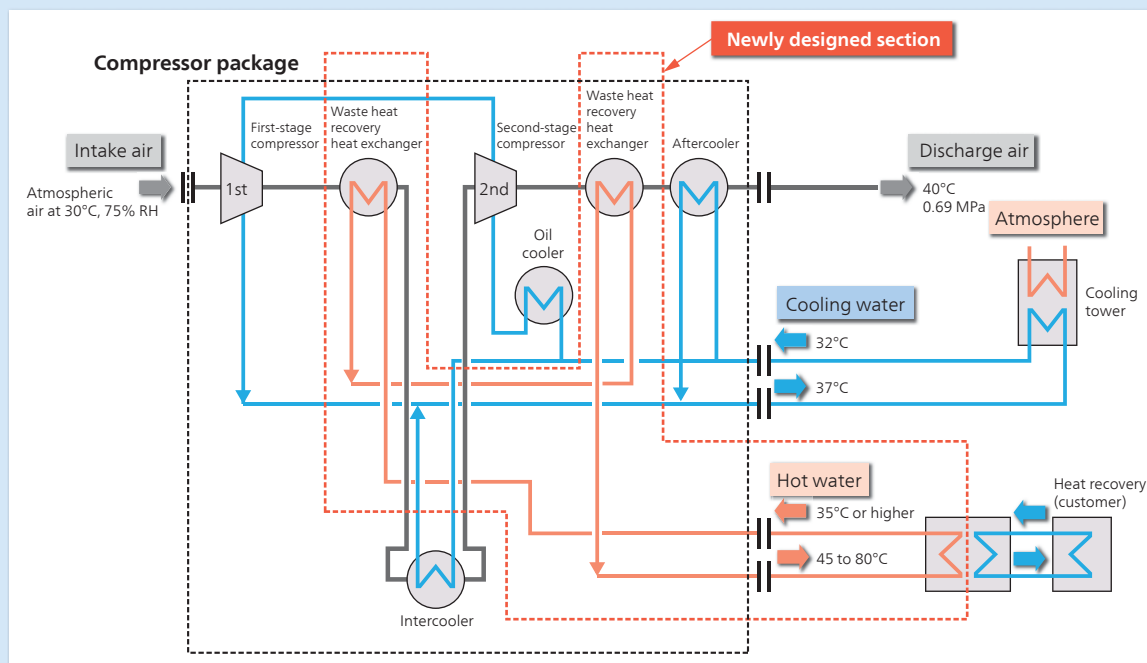 Newly designed section
Compressor package
Waste heat
recovery
heat exchanger
First-stage
compressor
Second-stage
compressor
Waste heat
recovery
heat
exchanger
Aftercooler
Intake air
Atmospheric
air at 30°C, 75% RH
1st
2nd
Discharge air
40°C
0.69 MPa
Atmosphere
Oil
cooler
Cooling
tower
Cooling water
32°C
37°C
Hot water
35°C or higher
45 to 80°C
Heat recovery
(customer)
Intercooler